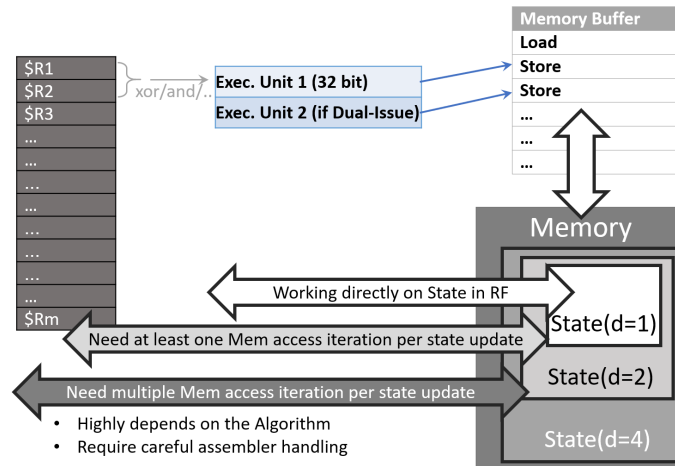 Memory Buffer
Load
Store
Store
...
...
...
$R1
$R2
$R3
...
...
...
...
...
...
...
...
$Rm
xor/and/..
Exec. Unit 1 (32 bit)
Exec. Unit 2 (if Dual-Issue)
Memory
Working directly on State in RF
State(d=1)
Need at least one Mem access iteration per state update
State(d=2)
Need multiple Mem access iteration per state update
• Highly depends on the Algorithm
• Require careful assembler handling
State(d=4)